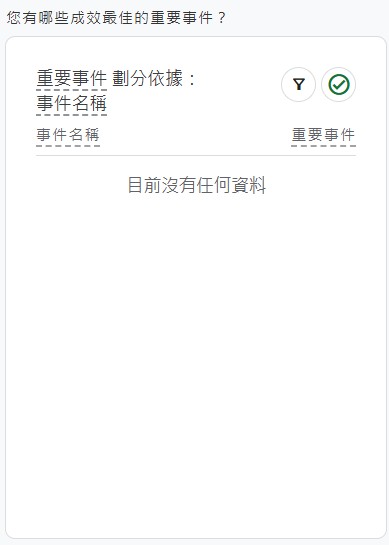 您有哪些成效最佳的重要事件？
重要事件 劃分依據：
事件名稱
事件名稱 重要事件
目前沒有任何資料